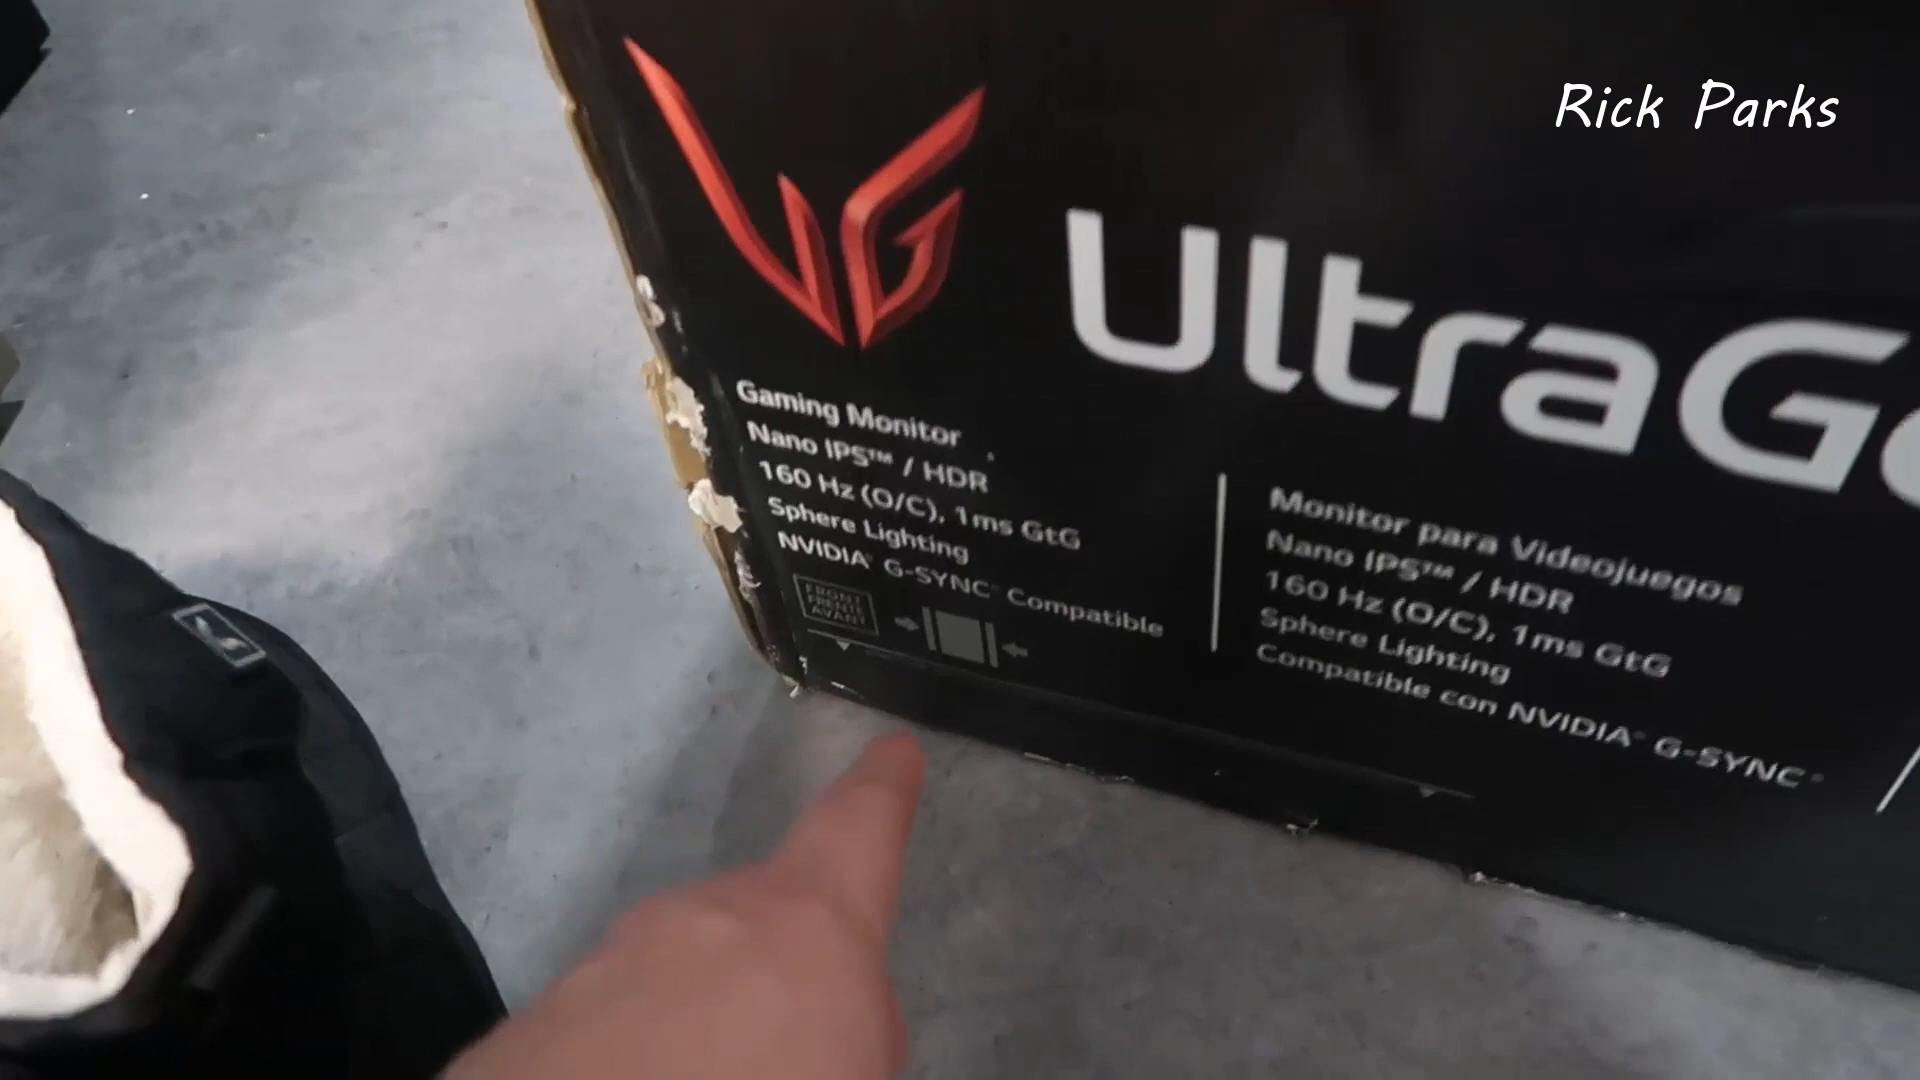 Rick Parks
UG
UltraG
Gaming Monitor
Nano IPS™ / HDR
160 Hz (O/C), 1ms GtG
Sphere Lighting
NVIDIA® G-SYNC® Compatible
FRONT
FRENTE
AVANT
Monitor para Videojuegos
Nano IPS™ / HDR
160 Hz (O/C), 1ms GtG
Sphere Lighting
Compatible con NVIDIA® G-SYNC®